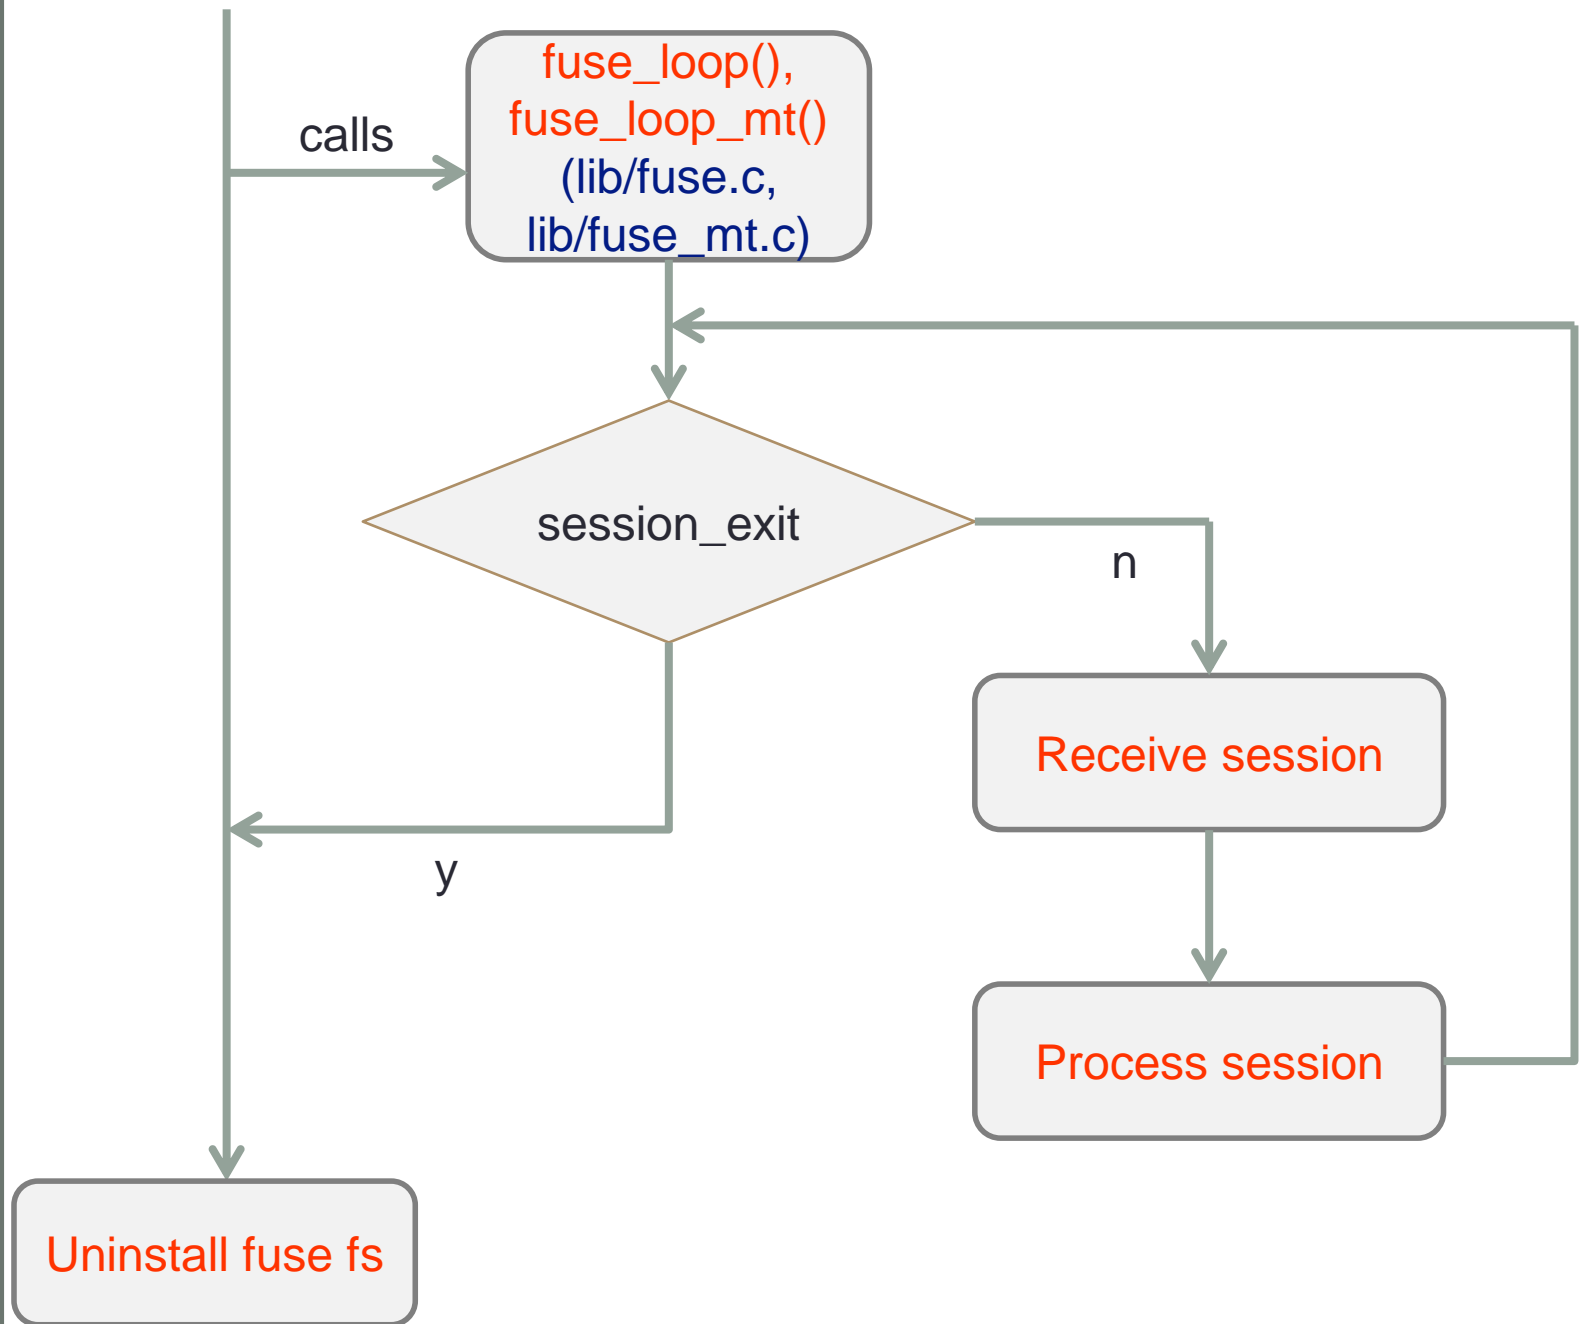 fuse_loop(),
fuse_loop_mt()
(lib/fuse.c,
lib/fuse_mt.c)
calls
session_exit
n
Receive session
y
Process session
Uninstall fuse fs